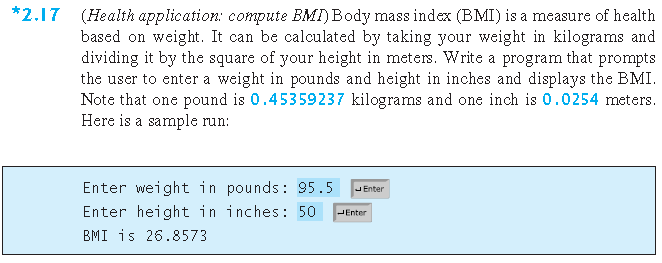 *2.17 (Health application: compute BMI) Body mass index (BMI) is a measure of health
based on weight. It can be calculated by taking your weight in kilograms and
dividing it by the square of your height in meters. Write a program that prompts
the user to enter a weight in pounds and height in inches and displays the BMI.
Note that one pound is 0.45359237 kilograms and one inch is 0.0254 meters.
Here is a sample run:
Enter weight in pounds: 95.5 ↵Enter
Enter height in inches: 50 ↵Enter
BMI is 26.8573